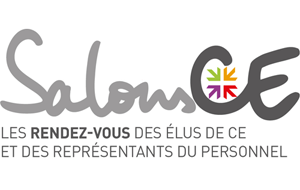 SalonsCE
LES RENDEZ-VOUS DES ÉLUS DE CE
ET DES REPRÉSENTANTS DU PERSONNEL